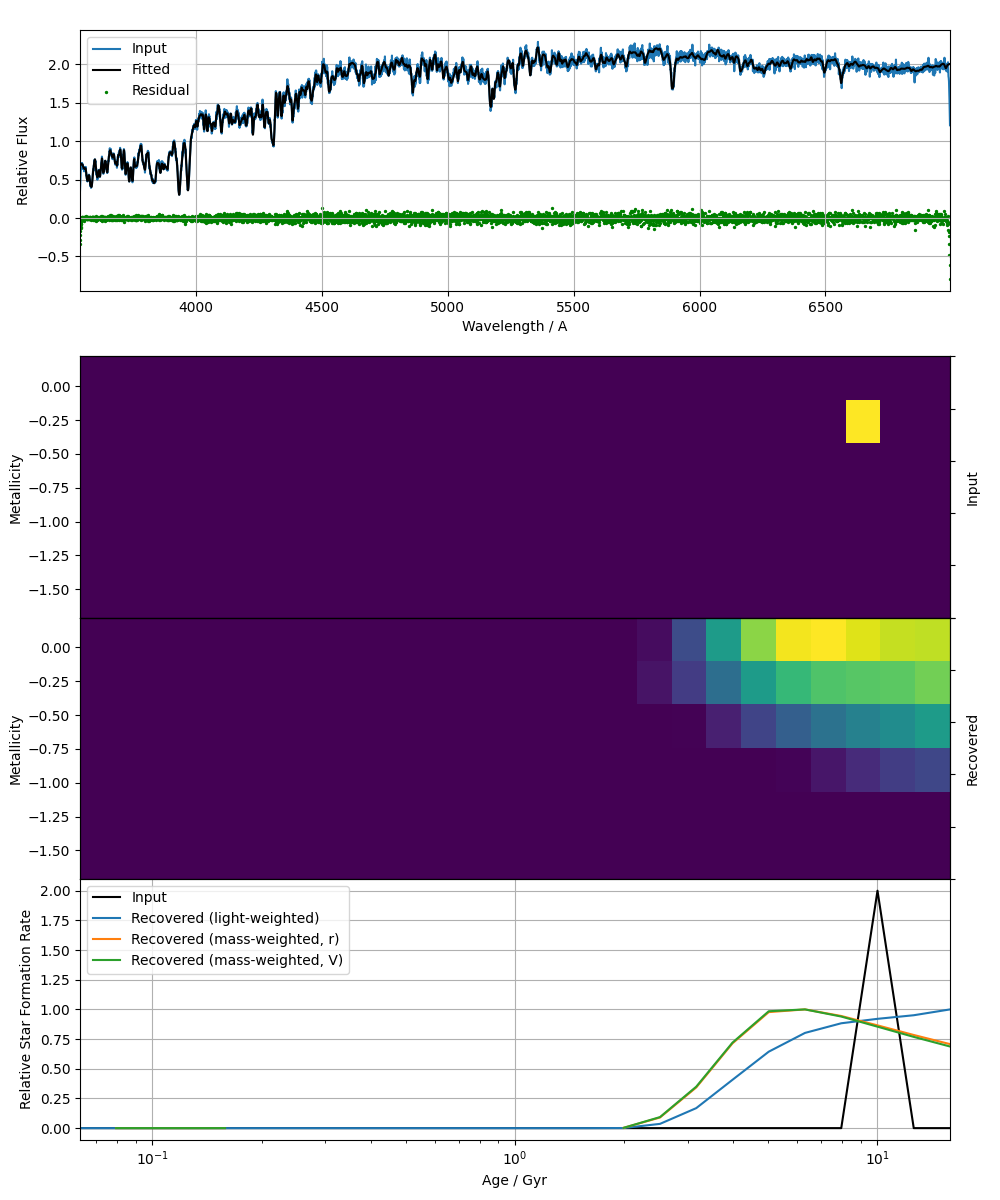 Input
Fitted
Residual
Relative Flux
2.0
1.5
1.0
0.5
0.0
−0.5
4000
4500
5000
5500
6000
6500
Wavelength / A
Metallicity
0.00
−0.25
−0.50
−0.75
−1.00
−1.25
−1.50
Input
Metallicity
0.00
−0.25
−0.50
−0.75
−1.00
−1.25
−1.50
Recovered
Input
Recovered (light-weighted)
Recovered (mass-weighted, r)
Recovered (mass-weighted, V)
Relative Star Formation Rate
2.00
1.75
1.50
1.25
1.00
0.75
0.50
0.25
0.00
10⁻¹
10⁰
10¹
Age / Gyr